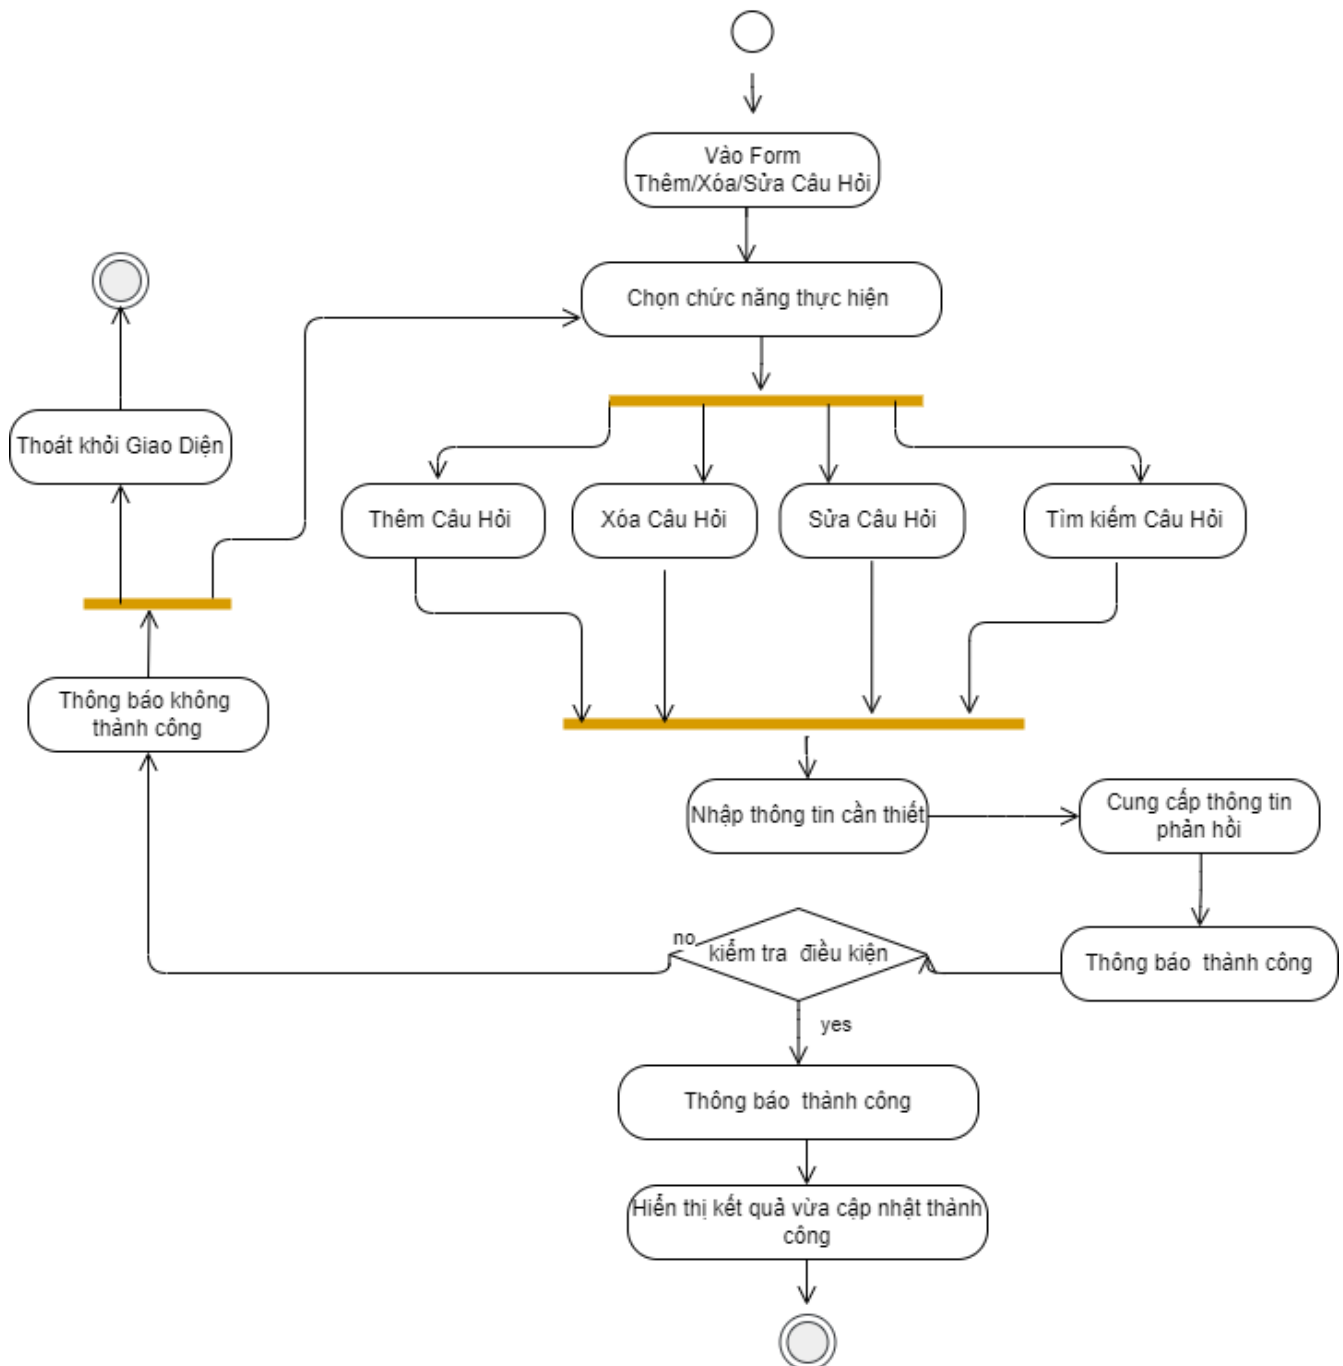 Vào Form
Thêm/Xóa/Sửa Câu Hỏi
Chọn chức năng thực hiện
Thoát khỏi Giao Diện
Thêm Câu Hỏi
Xóa Câu Hỏi
Sửa Câu Hỏi
Tìm kiếm Câu Hỏi
Thông báo không
thành công
Nhập thông tin cần thiết
Cung cấp thông tin
phản hồi
no
kiểm tra  điều kiện
Thông báo  thành công
yes
Thông báo  thành công
Hiển thị kết quả vừa cập nhật thành
công